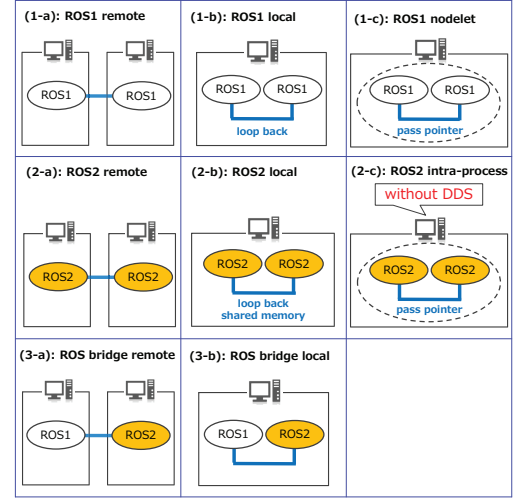 (1-a): ROS1 remote
ROS1
ROS1
(1-b): ROS1 local
ROS1
ROS1
loop back
(1-c): ROS1 nodelet
ROS1
ROS1
pass pointer
(2-a): ROS2 remote
ROS2
ROS2
(2-b): ROS2 local
ROS2
ROS2
loop back
shared memory
(2-c): ROS2 intra-process
without DDS
ROS2
ROS2
pass pointer
(3-a): ROS bridge remote
ROS1
ROS2
(3-b): ROS bridge local
ROS1
ROS2